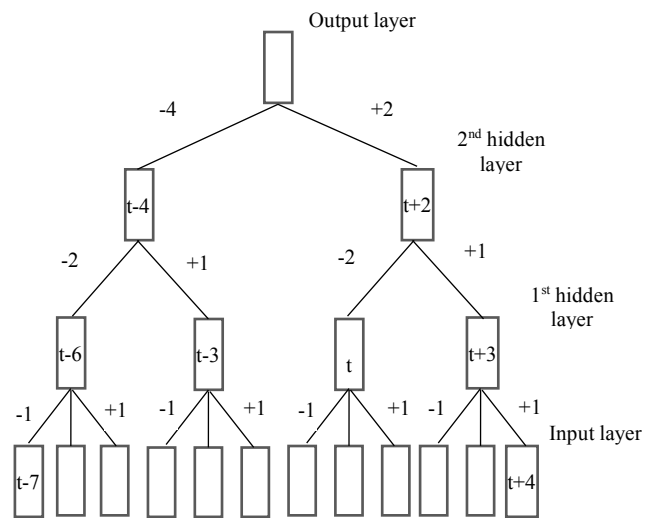 Output layer
-4
+2
2nd hidden
layer
t-4
t+2
-2
+1
-2
+1
1st hidden
layer
t-6
t-3
t
t+3
-1
+1
-1
+1
-1
+1
-1
+1
Input layer
t-7
t+4